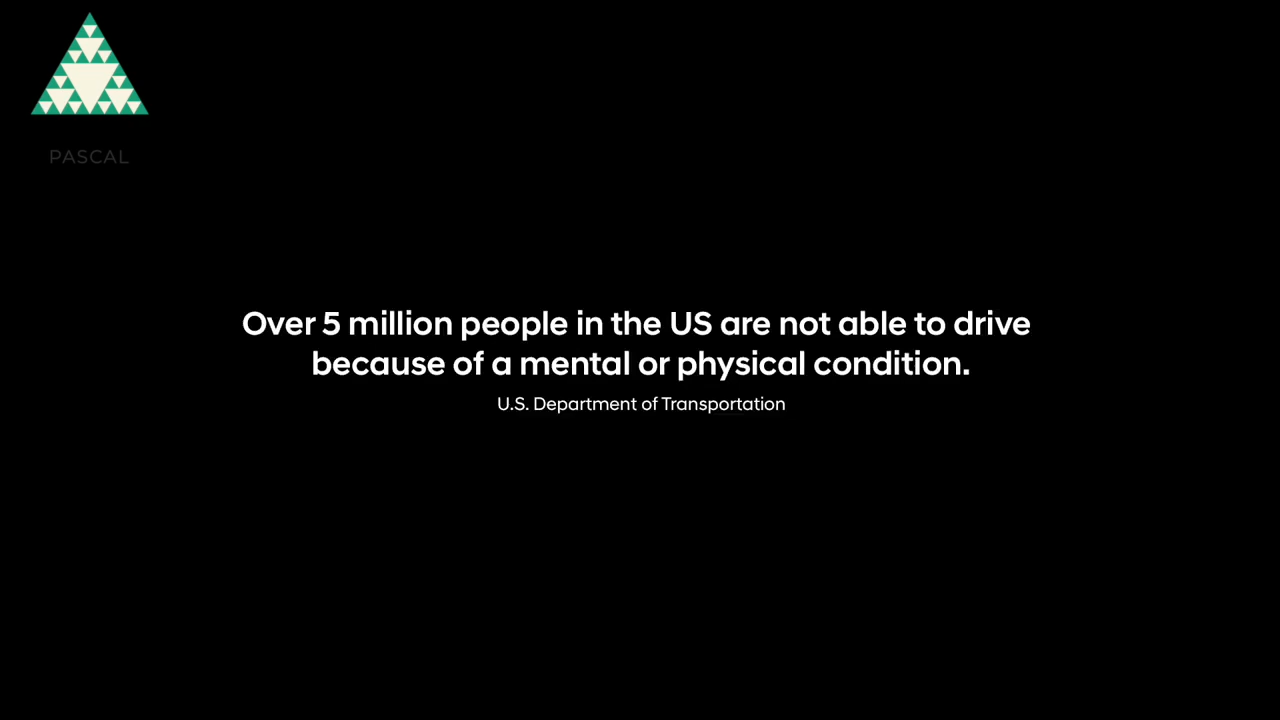 PASCAL
Over 5 million people in the US are not able to drive
because of a mental or physical condition.
U.S. Department of Transportation